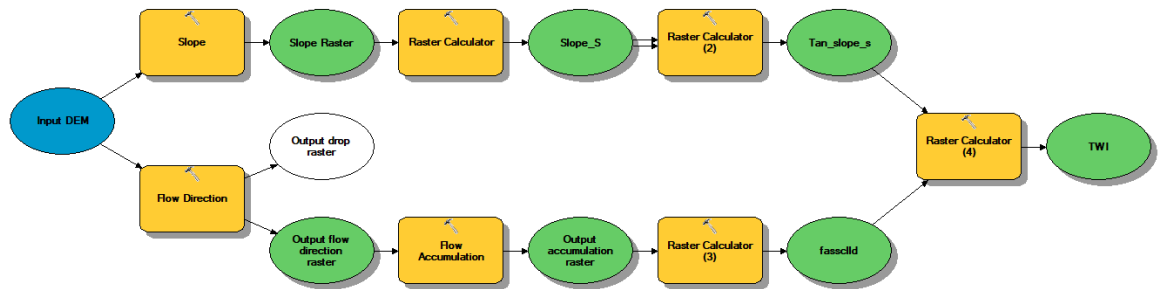 Slope
Slope Raster
Raster Calculator
Slope_S
Raster Calculator
(2)
Tan_slope_s
Input DEM
Output drop
raster
Raster Calculator
(4)
TWI
Flow Direction
Output flow
direction
raster
Flow
Accumulation
Output
accumulation
raster
Raster Calculator
(3)
fassclld